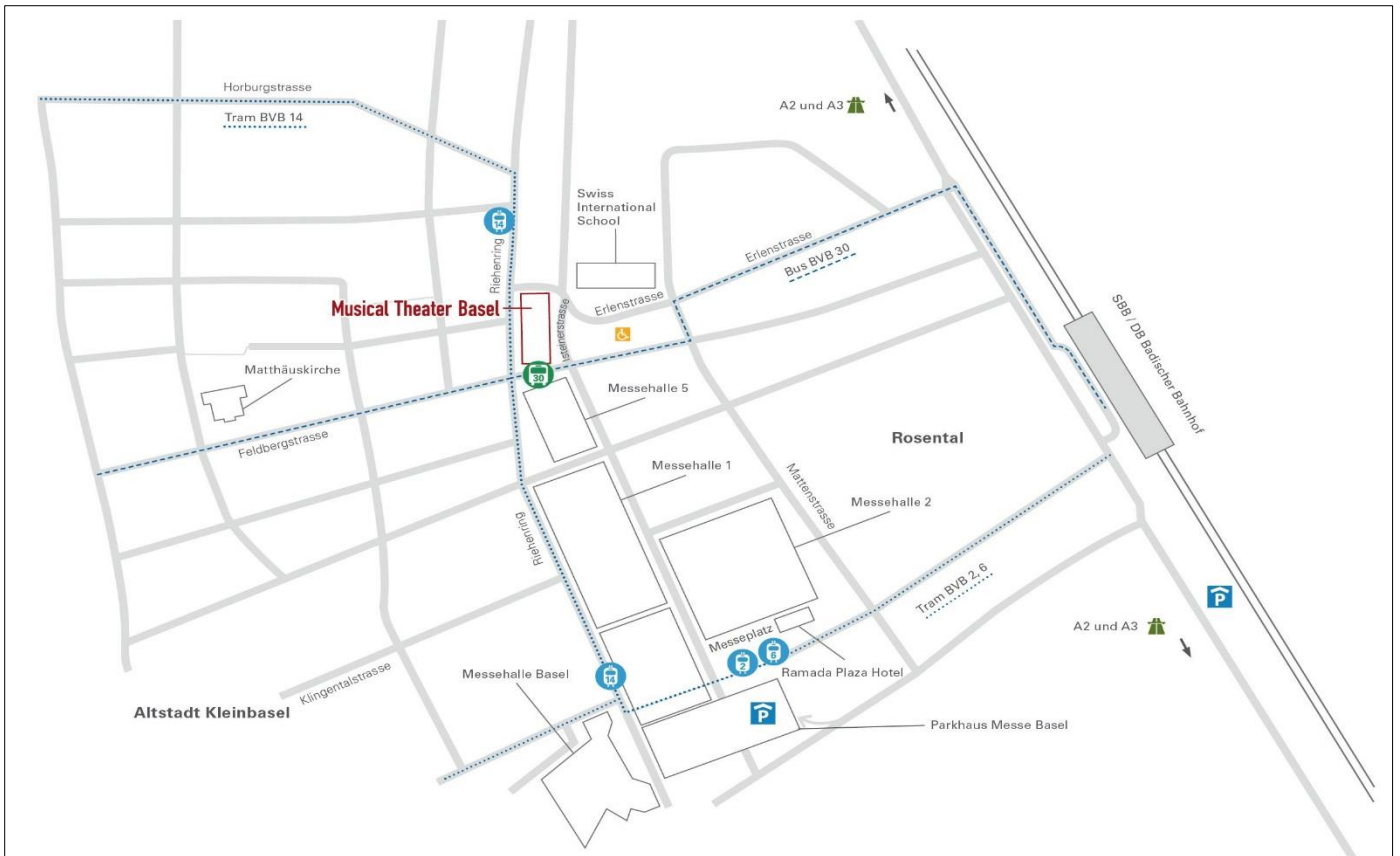 Horburgstrasse
Tram BVB 14
A2 und A3
Swiss
International
School
14
Riehenring
Erlenstrasse
Bus BVB 30
Musical Theater Basel
Isteinerstrasse
Erlenstrasse
SBB / DB Badischer Bahnhof
Matthäuskirche
30
Messehalle 5
Feldbergstrasse
Rosental
Messehalle 1
Mattenstrasse
Messehalle 2
Riehenring
Tram BVB 2, 6
P
A2 und A3
Messeplatz
6
2
Ramada Plaza Hotel
Messehalle Basel
14
Klingentalstrasse
Altstadt Kleinbasel
P
Parkhaus Messe Basel